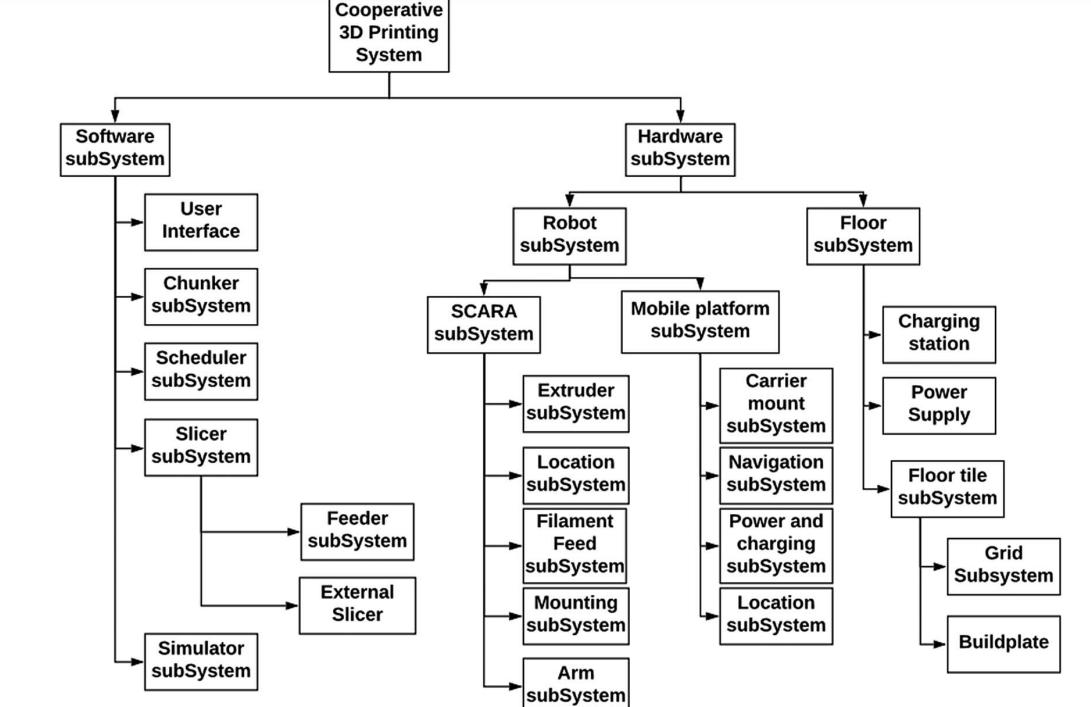 Cooperative
3D Printing
System
Software
subSystem
User
Interface
Chunker
subSystem
Scheduler
subSystem
Slicer
subSystem
Feeder
subSystem
External
Slicer
Simulator
subSystem
Hardware
subSystem
Robot
subSystem
SCARA
subSystem
Extruder
subSystem
Location
subSystem
Filament
Feed
subSystem
Mounting
subSystem
Arm
subSystem
Mobile platform
subSystem
Carrier
mount
subSystem
Navigation
subSystem
Power and
charging
subSystem
Location
subSystem
Floor
subSystem
Charging
station
Power
Supply
Floor tile
subSystem
Grid
Subsystem
Buildplate